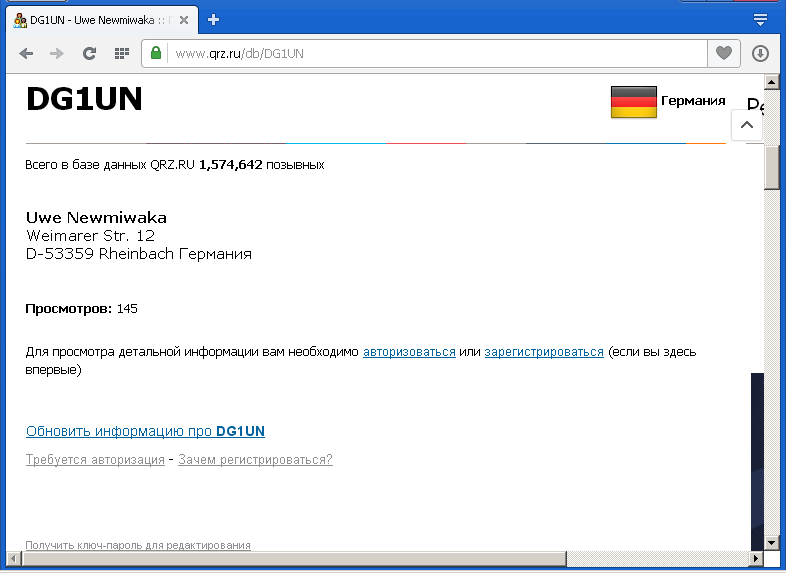 DG1UN - Uwe Newmiwaka ::
www.qrz.ru/db/DG1UN
DG1UN
Германия
Всего в базе данных QRZ.RU 1,574,642 позывных
Uwe Newmiwaka
Weimarer Str. 12
D-53359 Rheinbach Германия
Просмотров: 145
Для просмотра детальной информации вам необходимо авторизоваться или зарегистрироваться (если вы здесь
впервые)
Обновить информацию про DG1UN
Требуется авторизация - Зачем регистрироваться?
Получить ключ-пароль для редактирования